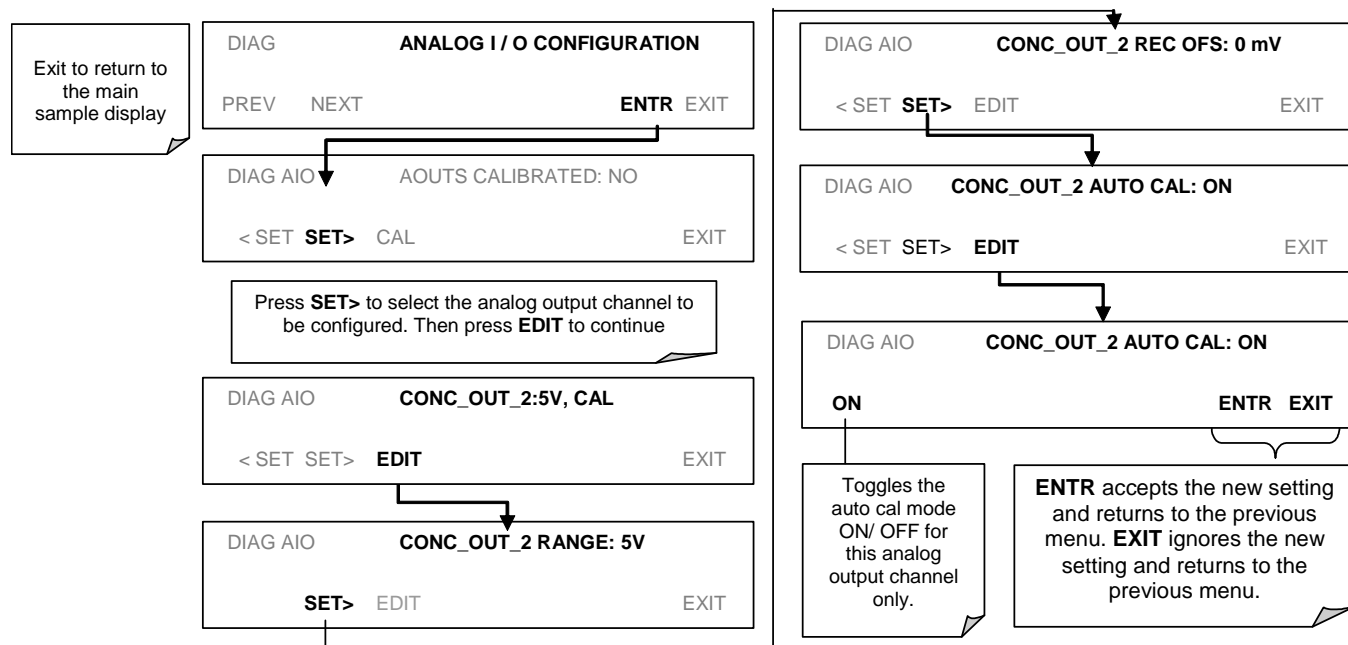 Exit to return to
the main
sample display
DIAG ANALOG I / O CONFIGURATION
PREV NEXT ENTR EXIT
DIAG AIO AOUTS CALIBRATED: NO
< SET SET> CAL EXIT
Press SET> to select the analog output channel to
be configured. Then press EDIT to continue
DIAG AIO CONC_OUT_2:5V, CAL
< SET SET> EDIT EXIT
DIAG AIO CONC_OUT_2 RANGE: 5V
SET> EDIT EXIT
DIAG AIO CONC_OUT_2 REC OFS: 0 mV
< SET SET> EDIT EXIT
DIAG AIO CONC_OUT_2 AUTO CAL: ON
< SET SET> EDIT EXIT
DIAG AIO CONC_OUT_2 AUTO CAL: ON
ON ENTR EXIT
Toggles the
auto cal mode
ON/ OFF for
this analog
output channel
only.
ENTR accepts the new setting
and returns to the previous
menu. EXIT ignores the new
setting and returns to the
previous menu.